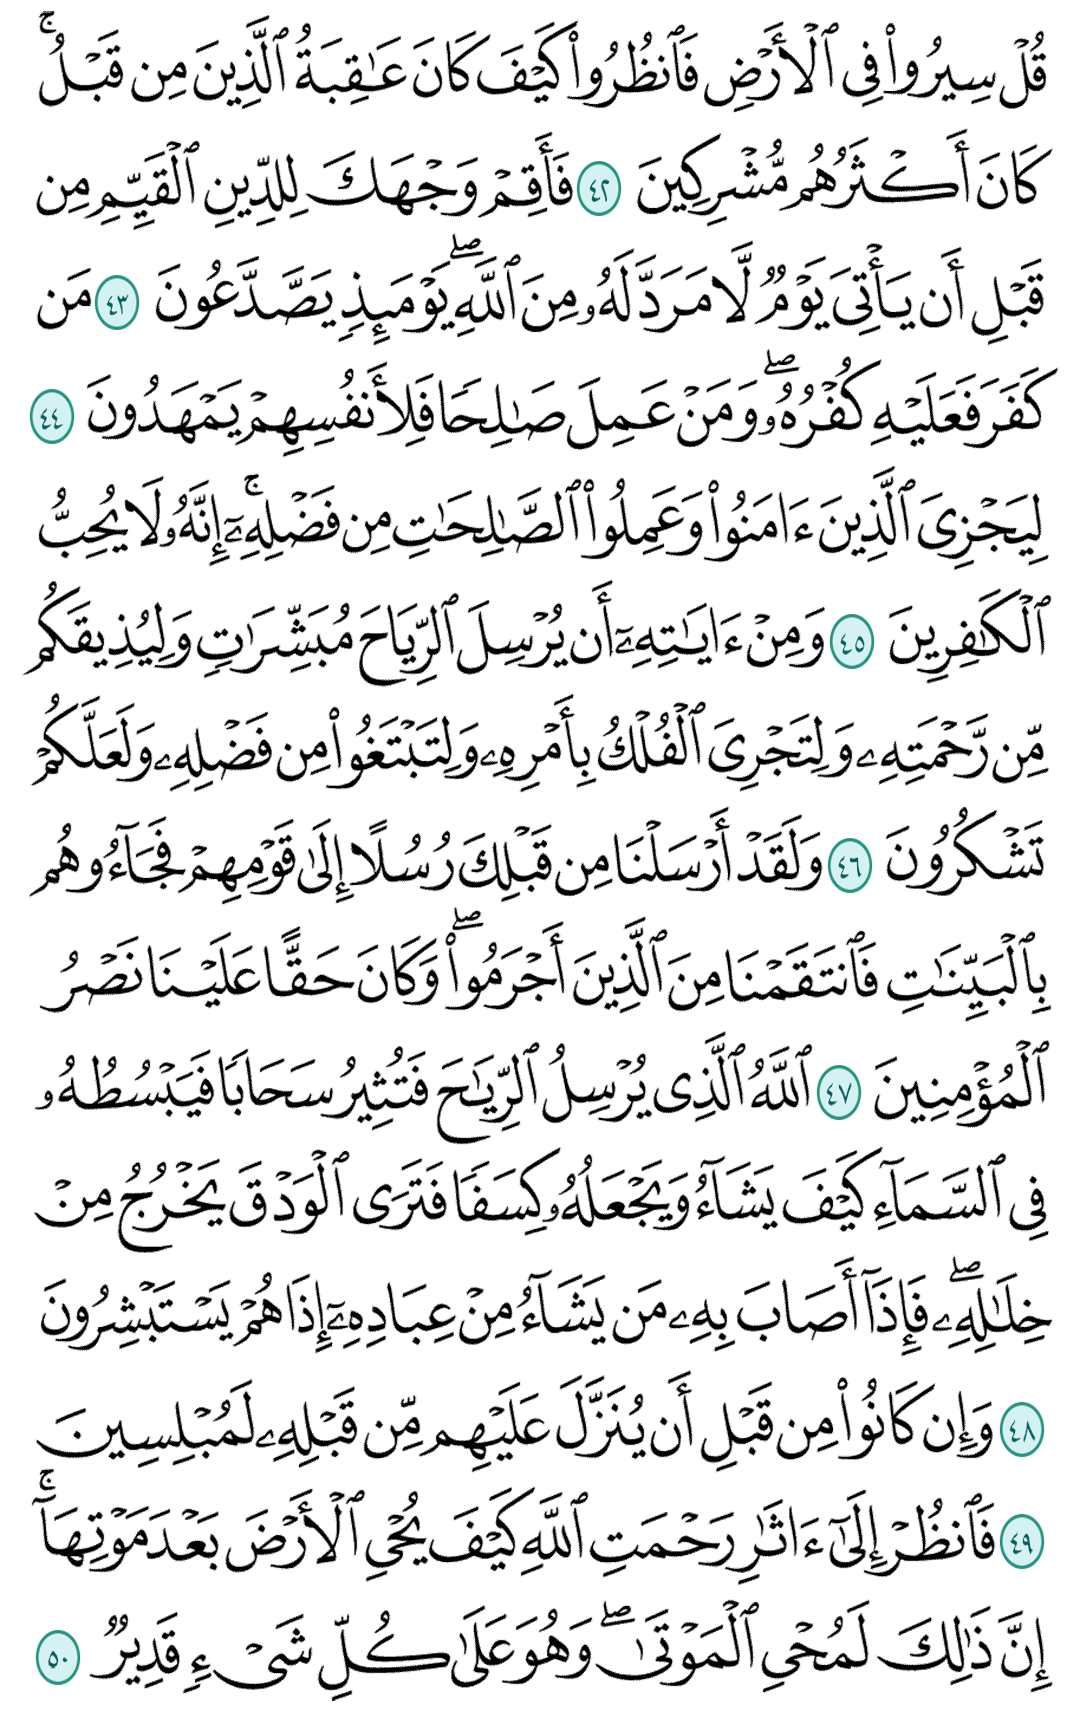 قُلۡ سِيرُواْ فِي ٱلۡأَرۡضِ فَٱنظُرُواْ كَيۡفَ كَانَ عَٰقِبَةُ ٱلَّذِينَ مِن قَبۡلُۚ
كَانَ أَكۡثَرُهُم مُّشۡرِكِينَ ٤٢ فَأَقِمۡ وَجۡهَكَ لِلدِّينِ ٱلۡقَيِّمِ مِن
قَبۡلِ أَن يَأۡتِيَ يَوۡمٞ لَّا مَرَدَّ لَهُۥ مِنَ ٱللَّهِۖ يَوۡمَئِذٖ يَصَّدَّعُونَ ٤٣ مَن
كَفَرَ فَعَلَيۡهِ كُفۡرُهُۥۖ وَمَنۡ عَمِلَ صَٰلِحٗا فَلِأَنفُسِهِمۡ يَمۡهَدُونَ ٤٤
لِيَجۡزِيَ ٱلَّذِينَ ءَامَنُواْ وَعَمِلُواْ ٱلصَّٰلِحَٰتِ مِن فَضۡلِهِۦٓۚ إِنَّهُۥ لَا يُحِبُّ
ٱلۡكَٰفِرِينَ ٤٥ وَمِنۡ ءَايَٰتِهِۦٓ أَن يُرۡسِلَ ٱلرِّيَاحَ مُبَشِّرَٰتٖ وَلِيُذِيقَكُم
مِّن رَّحۡمَتِهِۦ وَلِتَجۡرِيَ ٱلۡفُلۡكُ بِأَمۡرِهِۦ وَلِتَبۡتَغُواْ مِن فَضۡلِهِۦ وَلَعَلَّكُمۡ
تَشۡكُرُونَ ٤٦ وَلَقَدۡ أَرۡسَلۡنَا مِن قَبۡلِكَ رُسُلًا إِلَىٰ قَوۡمِهِمۡ فَجَآءُوهُم
بِٱلۡبَيِّنَٰتِ فَٱنتَقَمۡنَا مِنَ ٱلَّذِينَ أَجۡرَمُواْۖ وَكَانَ حَقًّا عَلَيۡنَا نَصۡرُ
ٱلۡمُؤۡمِنِينَ ٤٧ ٱللَّهُ ٱلَّذِي يُرۡسِلُ ٱلرِّيَٰحَ فَتُثِيرُ سَحَابٗا فَيَبۡسُطُهُۥ
فِي ٱلسَّمَآءِ كَيۡفَ يَشَآءُ وَيَجۡعَلُهُۥ كِسَفٗا فَتَرَى ٱلۡوَدۡقَ يَخۡرُجُ مِنۡ
خِلَٰلِهِۦۖ فَإِذَآ أَصَابَ بِهِۦ مَن يَشَآءُ مِنۡ عِبَادِهِۦٓ إِذَا هُمۡ يَسۡتَبۡشِرُونَ
٤٨ وَإِن كَانُواْ مِن قَبۡلِ أَن يُنَزَّلَ عَلَيۡهِم مِّن قَبۡلِهِۦ لَمُبۡلِسِينَ
٤٩ فَٱنظُرۡ إِلَىٰٓ ءَاثَٰرِ رَحۡمَتِ ٱللَّهِ كَيۡفَ يُحۡيِ ٱلۡأَرۡضَ بَعۡدَ مَوۡتِهَآۚ
إِنَّ ذَٰلِكَ لَمُحۡيِ ٱلۡمَوۡتَىٰۖ وَهُوَ عَلَىٰ كُلِّ شَيۡءٖ قَدِيرٞ ٥٠